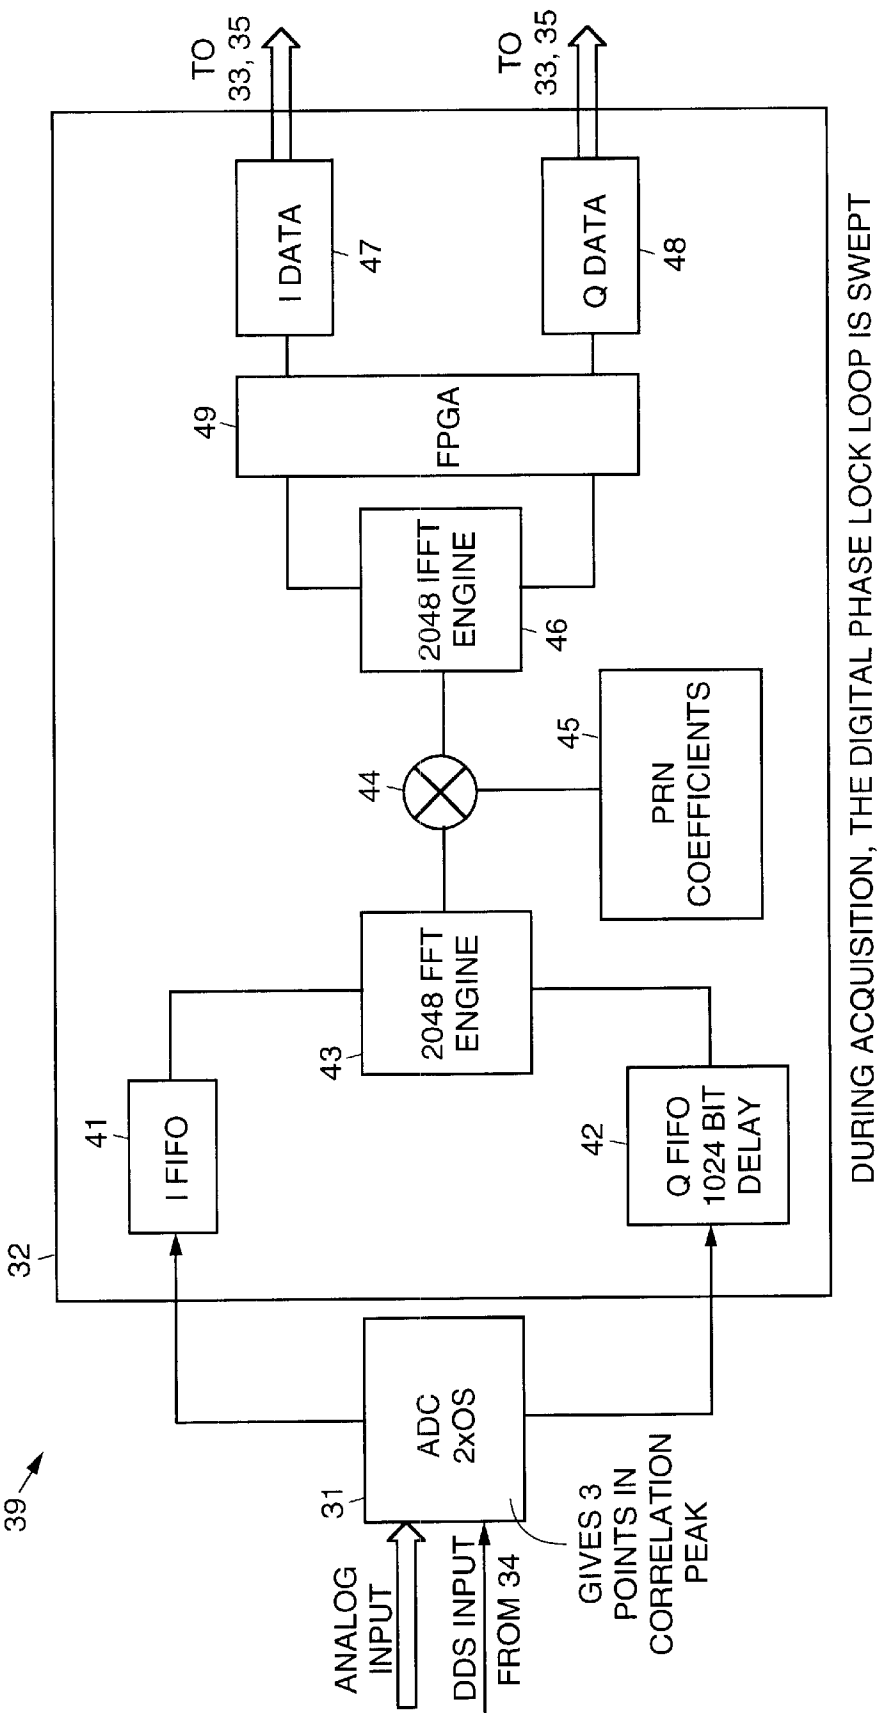 39
ANALOG
INPUT
DDS INPUT
FROM 34
31
ADC
2xOS
GIVES 3
POINTS IN
CORRELATION
PEAK
32
41
I FIFO
42
Q FIFO
1024 BIT
DELAY
43
2048 FFT
ENGINE
44
45
PRN
COEFFICIENTS
46
2048 IFFT
ENGINE
49
FPGA
47
I DATA
48
Q DATA
TO
33, 35
TO
33, 35
DURING ACQUISITION, THE DIGITAL PHASE LOCK LOOP IS SWEPT